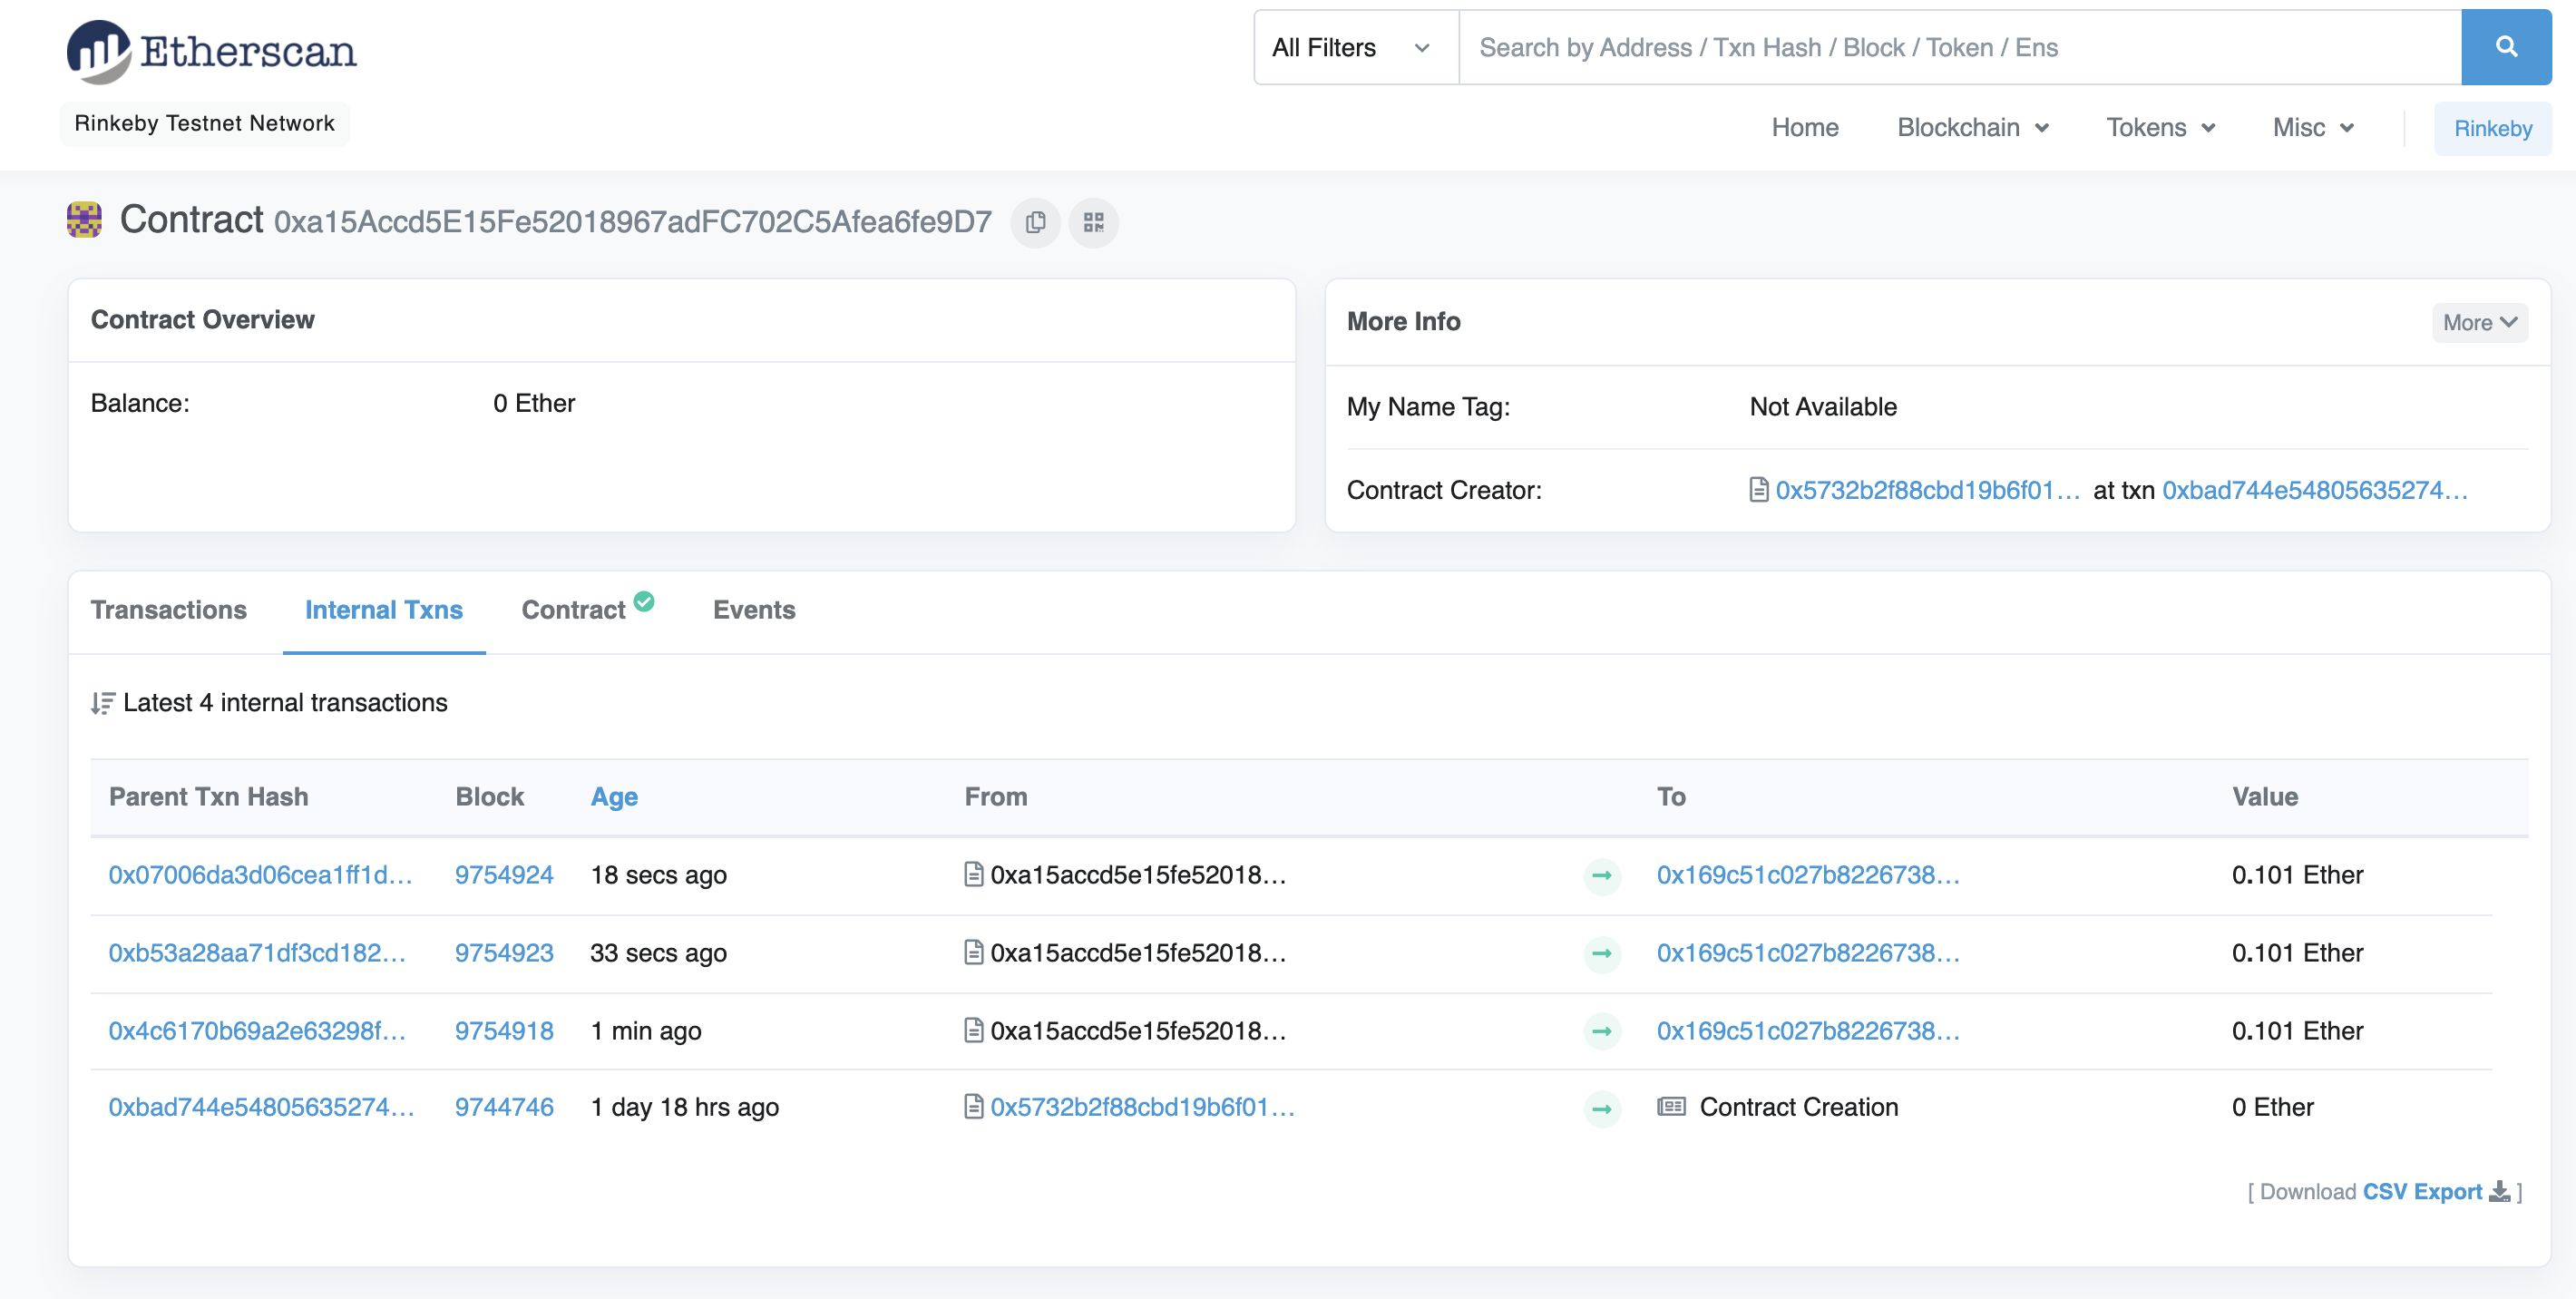 Etherscan
All Filters
Search by Address / Txn Hash / Block / Token / Ens
Rinkeby Testnet Network
Home Blockchain Tokens Misc Rinkeby
Contract 0xa15Accd5E15Fe52018967adFC702C5Afea6fe9D7
Contract Overview
Balance: 0 Ether
More Info More
My Name Tag: Not Available
Contract Creator: 0x5732b2f88cbd19b6f01... at txn 0xbad744e54805635274...
Transactions Internal Txns Contract Events
Latest 4 internal transactions
Parent Txn Hash Block Age From To Value
0x07006da3d06cea1ff1d... 9754924 18 secs ago 0xa15accd5e15fe52018... 0x169c51c027b8226738... 0.101 Ether
0xb53a28aa71df3cd182... 9754923 33 secs ago 0xa15accd5e15fe52018... 0x169c51c027b8226738... 0.101 Ether
0x4c6170b69a2e63298f... 9754918 1 min ago 0xa15accd5e15fe52018... 0x169c51c027b8226738... 0.101 Ether
0xbad744e54805635274... 9744746 1 day 18 hrs ago 0x5732b2f88cbd19b6f01... Contract Creation 0 Ether
[ Download CSV Export ]